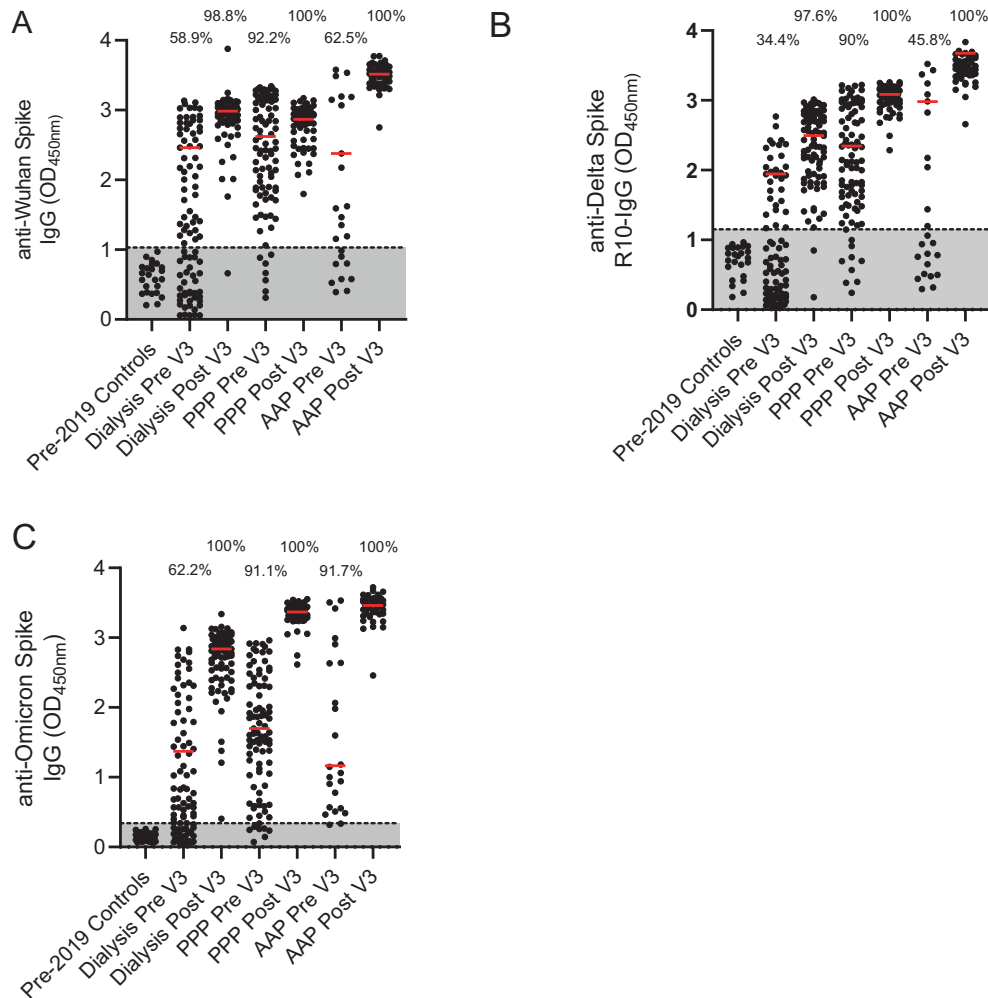 A
98.8% 100% 100%
58.9% 92.2% 62.5%
anti-Wuhan Spike
IgG (OD450nm)
4
3
2
1
0
Pre-2019 Controls
Dialysis Pre V3
Dialysis Post V3
PPP Pre V3
PPP Post V3
AAP Pre V3
AAP Post V3
B
97.6% 100% 100%
34.4% 90% 45.8%
anti-Delta Spike
R10-IgG (OD450nm)
4
3
2
1
0
Pre-2019 Controls
Dialysis Pre V3
Dialysis Post V3
PPP Pre V3
PPP Post V3
AAP Pre V3
AAP Post V3
C
100% 100% 100%
62.2% 91.1% 91.7%
anti-Omicron Spike
IgG (OD450nm)
4
3
2
1
0
Pre-2019 Controls
Dialysis Pre V3
Dialysis Post V3
PPP Pre V3
PPP Post V3
AAP Pre V3
AAP Post V3